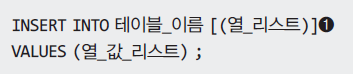 INSERT INTO 테이블_이름 [(열_리스트)]❶
VALUES (열_값_리스트) ;